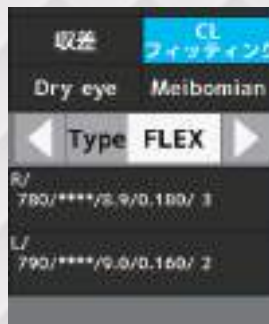 収差 CL
フィッティング
Dry eye Meibomian
Type FLEX
R/
780/****/8.9/0.180/ 3
L/
790/****/9.0/0.160/ 2